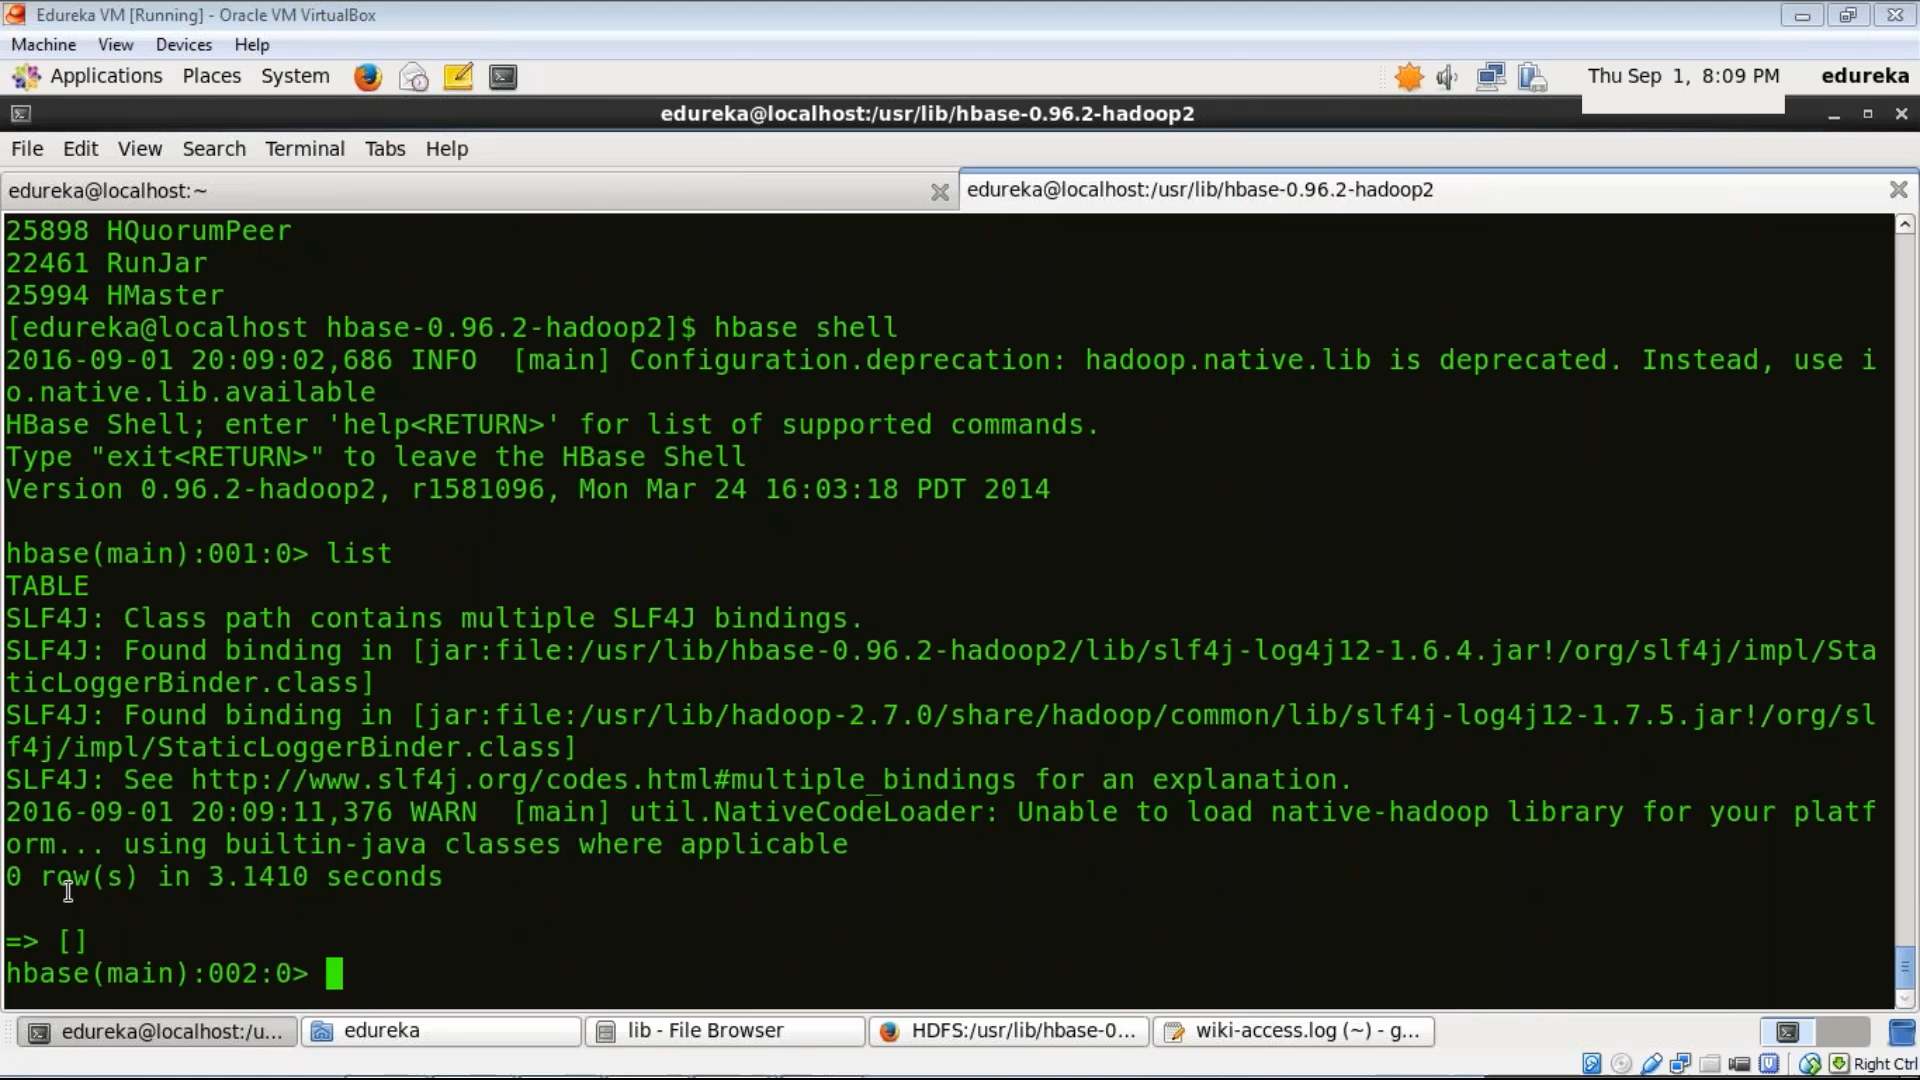 Edureka VM [Running] - Oracle VM VirtualBox
Machine View Devices Help
Applications Places System Thu Sep 1, 8:09 PM edureka
edureka@localhost:/usr/lib/hbase-0.96.2-hadoop2
File Edit View Search Terminal Tabs Help
edureka@localhost:~ edureka@localhost:/usr/lib/hbase-0.96.2-hadoop2
25898 HQuorumPeer
22461 RunJar
25994 HMaster
[edureka@localhost hbase-0.96.2-hadoop2]$ hbase shell
2016-09-01 20:09:02,686 INFO  [main] Configuration.deprecation: hadoop.native.lib is deprecated. Instead, use i
o.native.lib.available
HBase Shell; enter 'help<RETURN>' for list of supported commands.
Type "exit<RETURN>" to leave the HBase Shell
Version 0.96.2-hadoop2, r1581096, Mon Mar 24 16:03:18 PDT 2014
hbase(main):001:0> list
TABLE
SLF4J: Class path contains multiple SLF4J bindings.
SLF4J: Found binding in [jar:file:/usr/lib/hbase-0.96.2-hadoop2/lib/slf4j-log4j12-1.6.4.jar!/org/slf4j/impl/Sta
ticLoggerBinder.class]
SLF4J: Found binding in [jar:file:/usr/lib/hadoop-2.7.0/share/hadoop/common/lib/slf4j-log4j12-1.7.5.jar!/org/sl
f4j/impl/StaticLoggerBinder.class]
SLF4J: See http://www.slf4j.org/codes.html#multiple_bindings for an explanation.
2016-09-01 20:09:11,376 WARN  [main] util.NativeCodeLoader: Unable to load native-hadoop library for your platf
orm... using builtin-java classes where applicable
0 row(s) in 3.1410 seconds
=> []
hbase(main):002:0>
edureka@localhost:/u... edureka lib - File Browser HDFS:/usr/lib/hbase-0... wiki-access.log (~) - g...
Right Ctrl